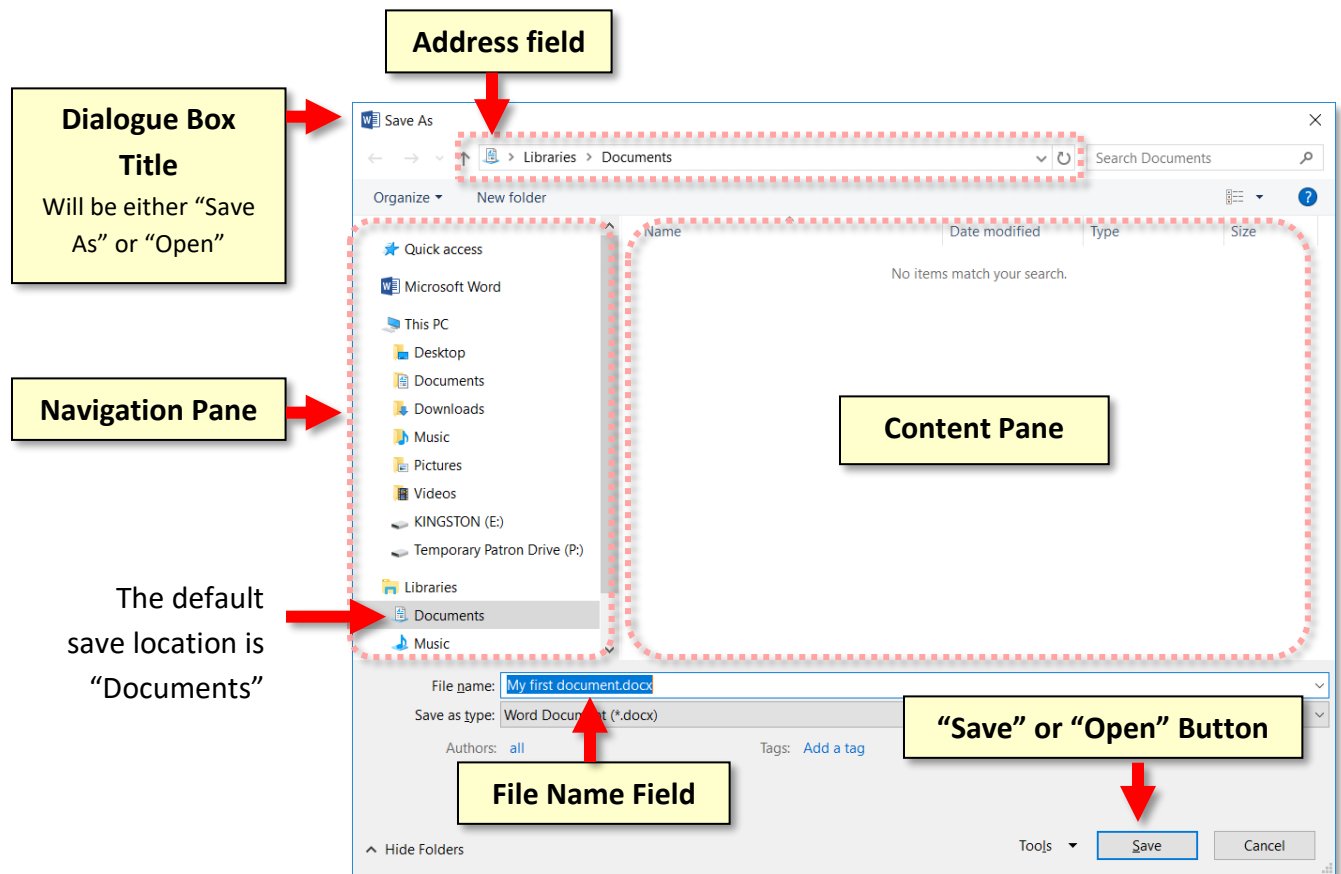 Address field
Dialogue Box
Title
Will be either “Save
As” or “Open”
Save As
Libraries > Documents
Search Documents
Organize
New folder
Name
Date modified
Type
Size
No items match your search.
Quick access
Microsoft Word
This PC
Desktop
Documents
Downloads
Music
Pictures
Videos
KINGSTON (E:)
Temporary Patron Drive (P:)
Libraries
Documents
Music
Navigation Pane
Content Pane
The default
save location is
“Documents”
File name: My first document.docx
Save as type: Word Document (*.docx)
Authors: all
Tags: Add a tag
“Save” or “Open” Button
File Name Field
Hide Folders
Tools
Save
Cancel